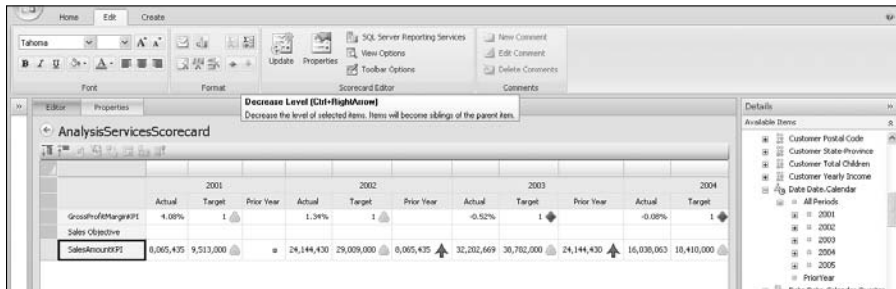 Home Edit Create
Tahoma
B I U
Font
Format
Update Properties
SQL Server Reporting Services
View Options
Toolbar Options
Scorecard Editor
New Comment
Edit Comment
Delete Comments
Comments
Decrease Level (Ctrl+RightArrow)
Decrease the level of selected items. Items will become siblings of the parent item.
Editor Properties
AnalysisServicesScorecard
2001 2002 2003 2004
Actual Target Prior Year Actual Target Prior Year Actual Target Prior Year Actual Target
GrossProfitMarginKPI 4.08% 1 1.34% 1 -0.52% 1 -0.08% 1
Sales Objective
SalesAmountKPI 8,065,435 9,513,000 24,144,430 29,009,000 8,065,435 32,202,669 38,782,000 24,144,430 16,038,063 18,410,000
Details
Available Items
Customer Postal Code
Customer State-Province
Customer Total Children
Customer Yearly Income
Date Date.Calendar
All Periods
2001
2002
2003
2004
2005
PriorYear